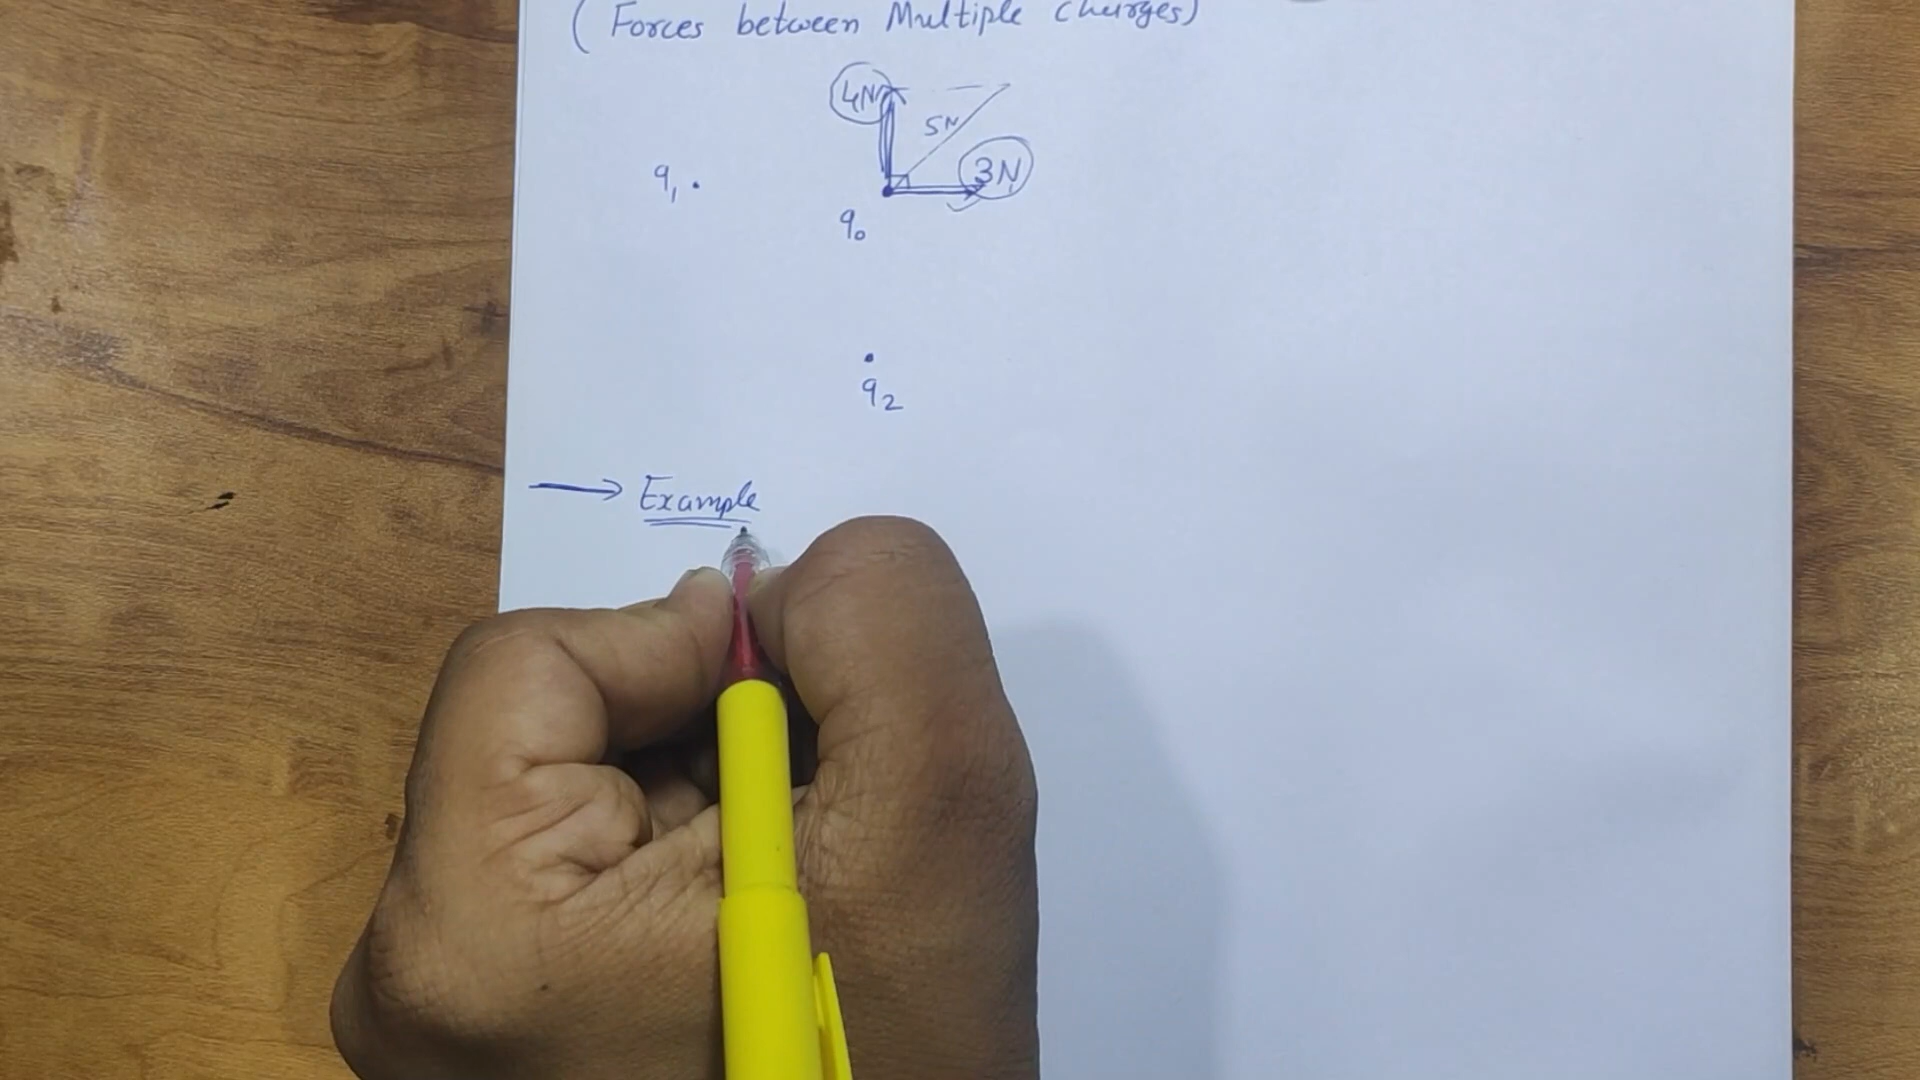 (Forces between Multiple Charges)
4N
5N
3N
q₁
q₀
q₂
Example